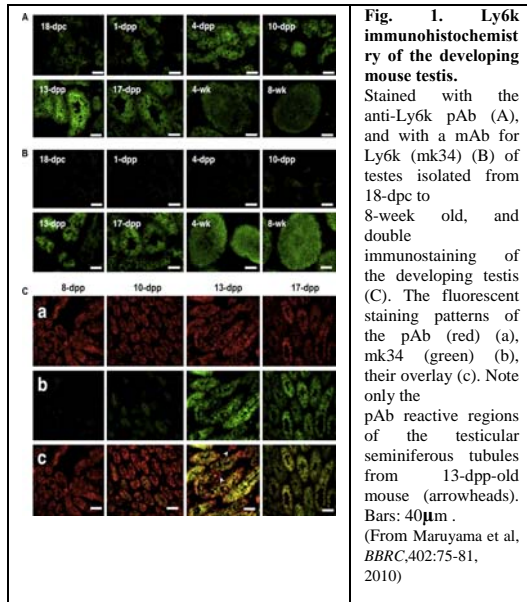 A
18-dpc 1-dpp 4-dpp 10-dpp
13-dpp 17-dpp 4-wk 8-wk
B
18-dpc 1-dpp 4-dpp 10-dpp
13-dpp 17-dpp 4-wk 8-wk
C 8-dpp 10-dpp 13-dpp 17-dpp
a
b
c
Fig. 1. Ly6k
immunohistochemist
ry of the developing
mouse testis.
Stained with the
anti-Ly6k pAb (A),
and with a mAb for
Ly6k (mk34) (B) of
testes isolated from
18-dpc to
8-week old, and
double
immunostaining of
the developing testis
(C). The fluorescent
staining patterns of
the pAb (red) (a),
mk34 (green) (b),
their overlay (c). Note
only the
pAb reactive regions
of the testicular
seminiferous tubules
from 13-dpp-old
mouse (arrowheads).
Bars: 40μm .
(From Maruyama et al,
BBRC,402:75-81,
2010)